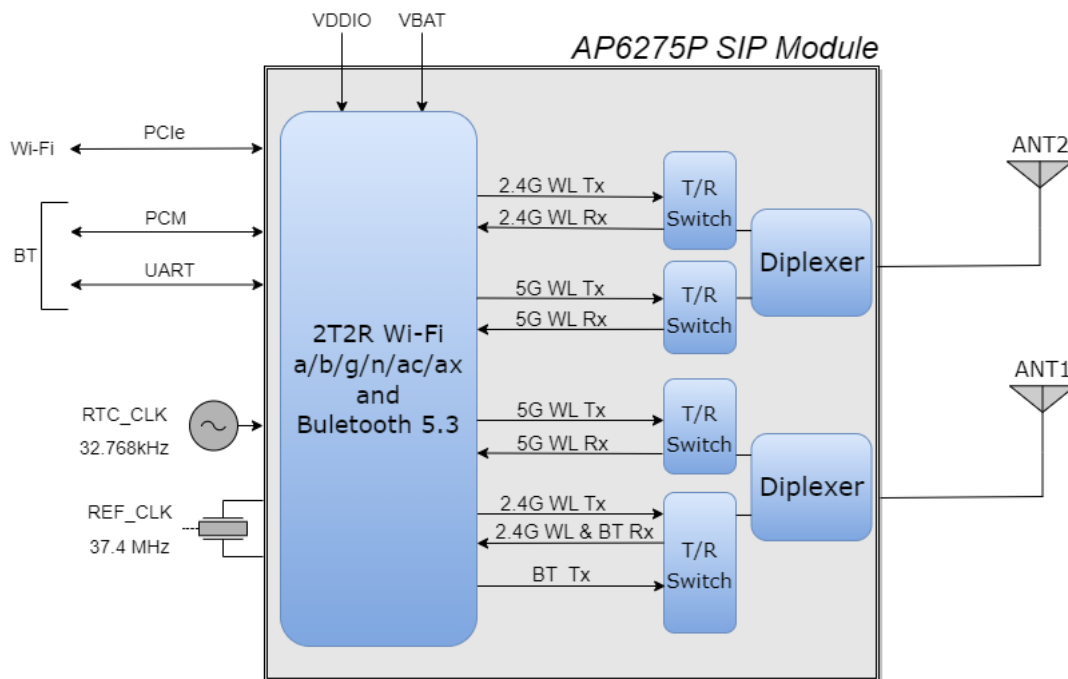 VDDIO
VBAT
AP6275P SIP Module
Wi-Fi
PCIe
BT
PCM
UART
RTC_CLK
32.768kHz
REF_CLK
37.4 MHz
2T2R Wi-Fi
a/b/g/n/ac/ax
and
Buletooth 5.3
2.4G WL Tx
2.4G WL Rx
T/R
Switch
5G WL Tx
5G WL Rx
T/R
Switch
Diplexer
ANT2
5G WL Tx
5G WL Rx
T/R
Switch
2.4G WL Tx
2.4G WL & BT Rx
BT Tx
T/R
Switch
Diplexer
ANT1